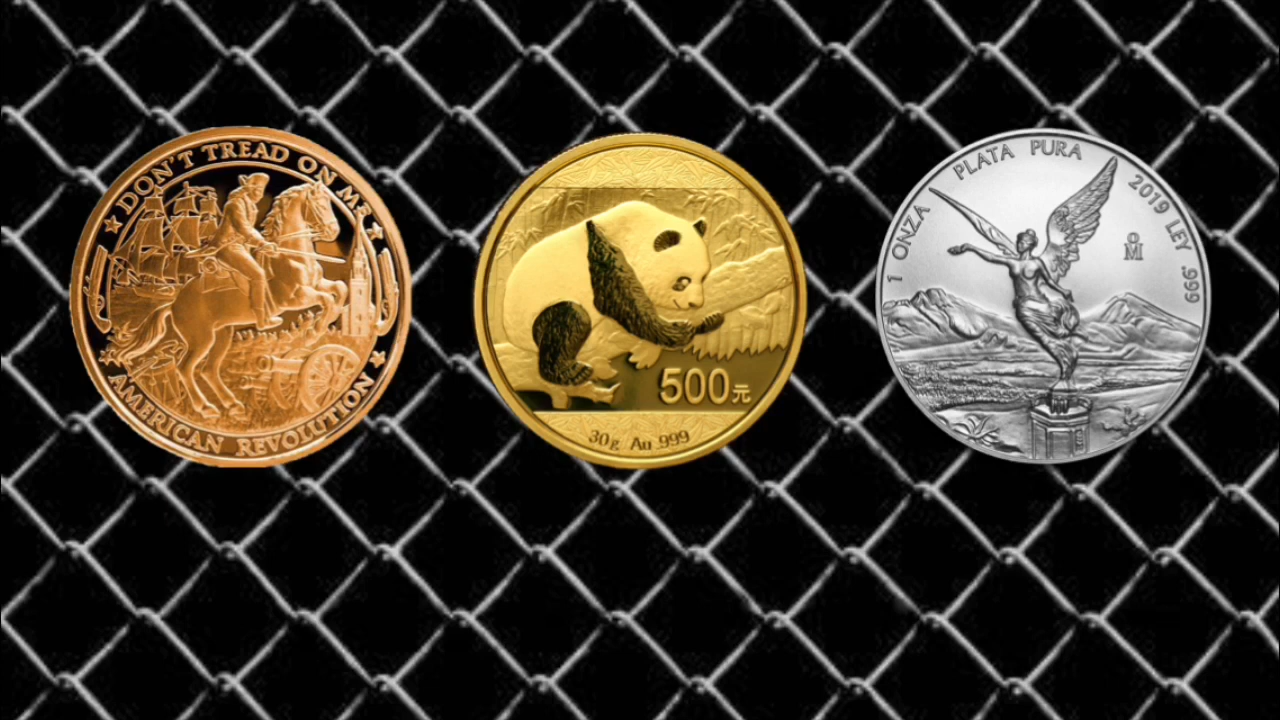 DON'T TREAD ON ME
AMERICAN REVOLUTION
500元
30g Au .999
1 ONZA PLATA PURA 2019 LEY .999
oM